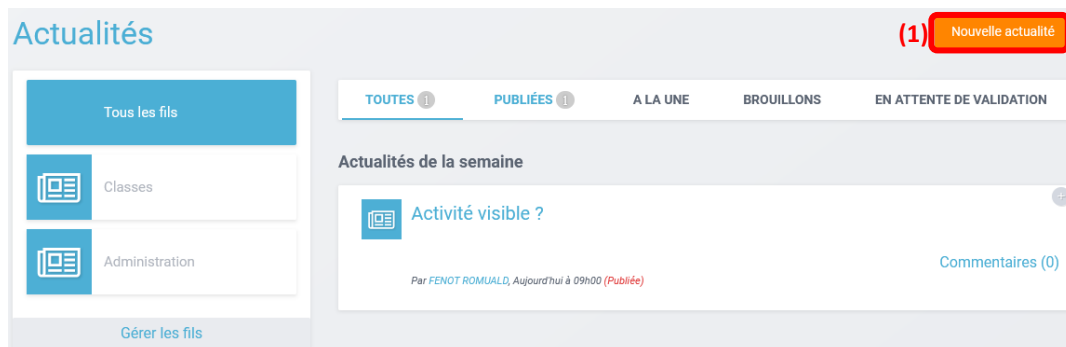 Actualités
(1) Nouvelle actualité
Tous les fils
Classes
Administration
Gérer les fils
TOUTES 1 PUBLIÉES 1 A LA UNE BROUILLONS EN ATTENTE DE VALIDATION
Actualités de la semaine
Activité visible ?
Commentaires (0)
Par FENOT ROMUALD, Aujourd'hui à 09h00 (Publiée)